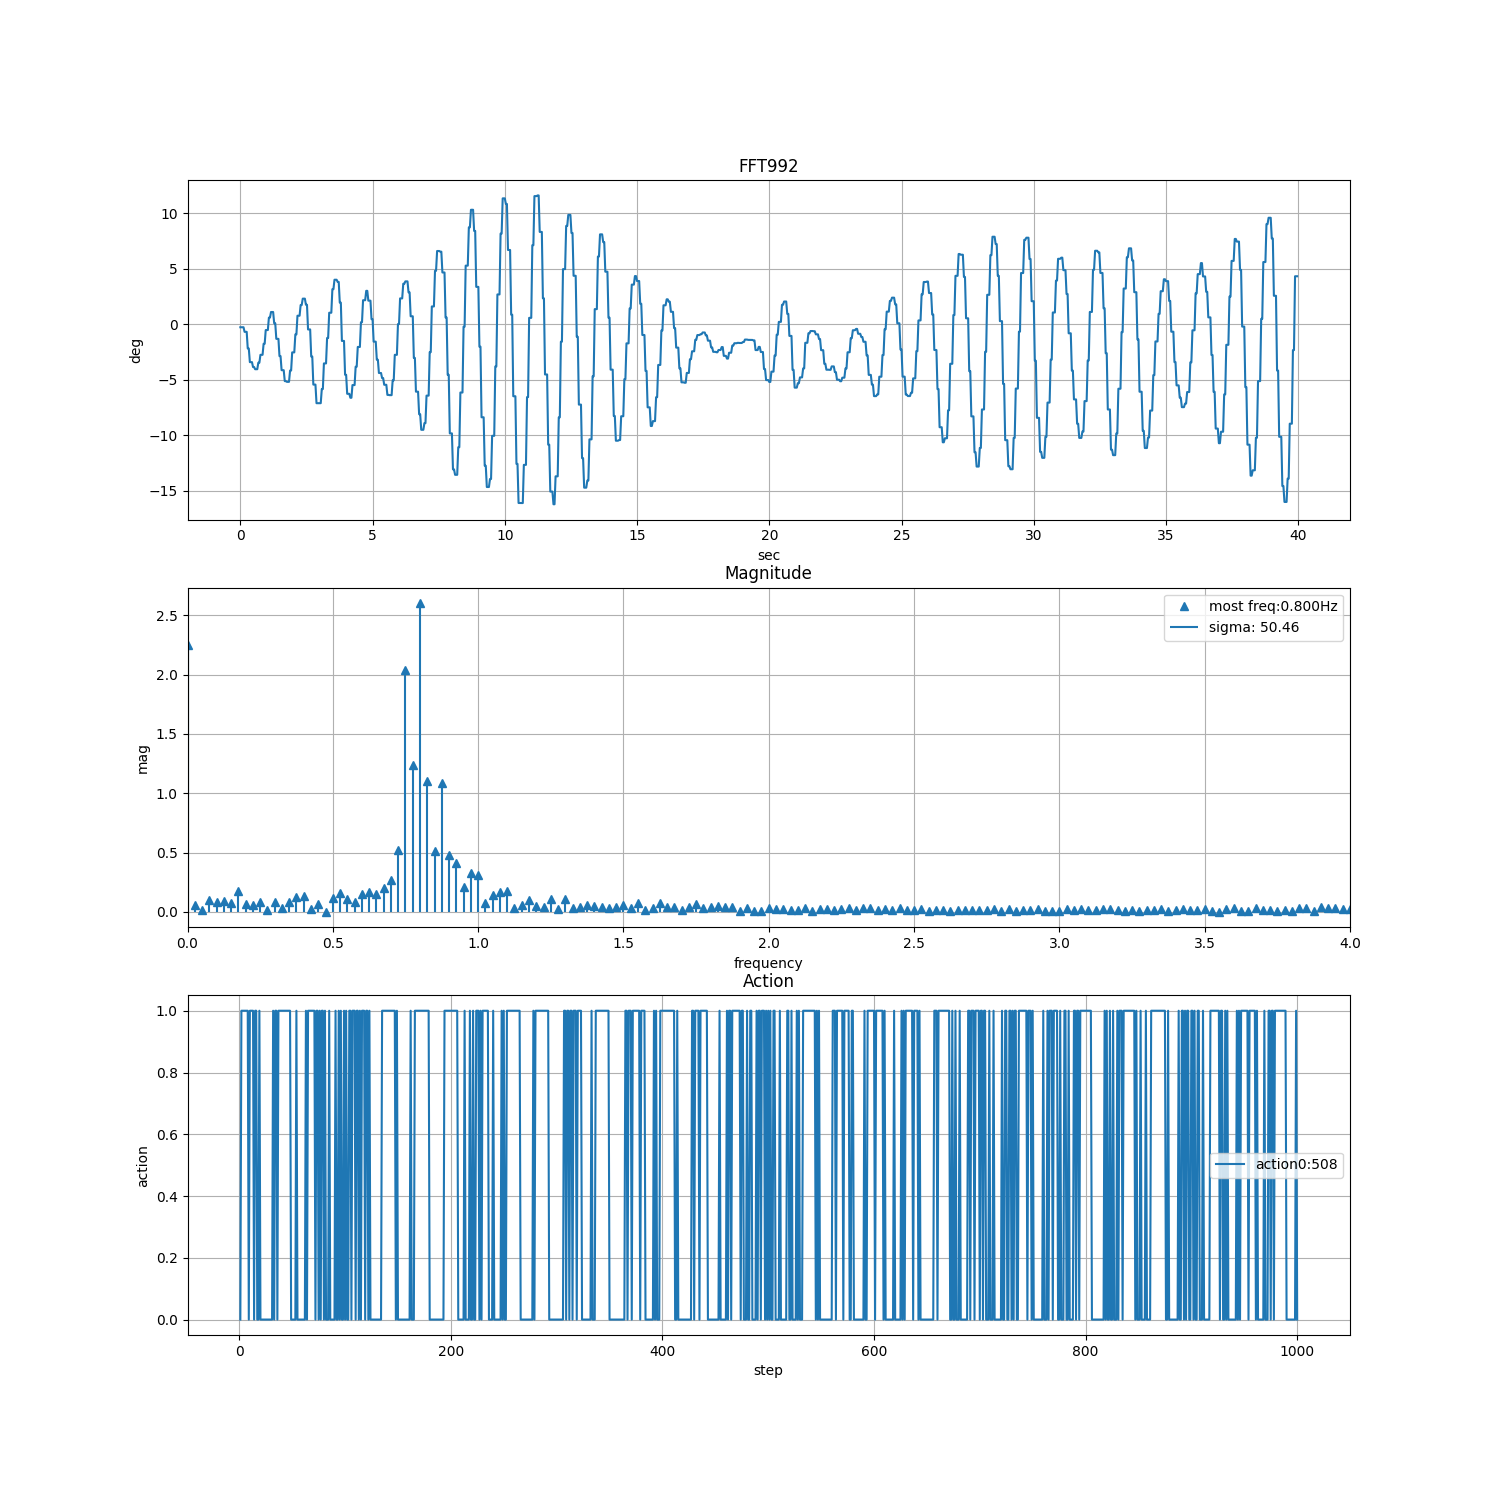 FFT992
10
5
0
−5
−10
−15
deg
0 5 10 15 20 25 30 35 40
sec
Magnitude
most freq:0.800Hz
sigma: 50.46
2.5
2.0
1.5
1.0
0.5
0.0
mag
0.0 0.5 1.0 1.5 2.0 2.5 3.0 3.5 4.0
frequency
Action
1.0
0.8
0.6
0.4
0.2
0.0
action
action0:508
0 200 400 600 800 1000
step